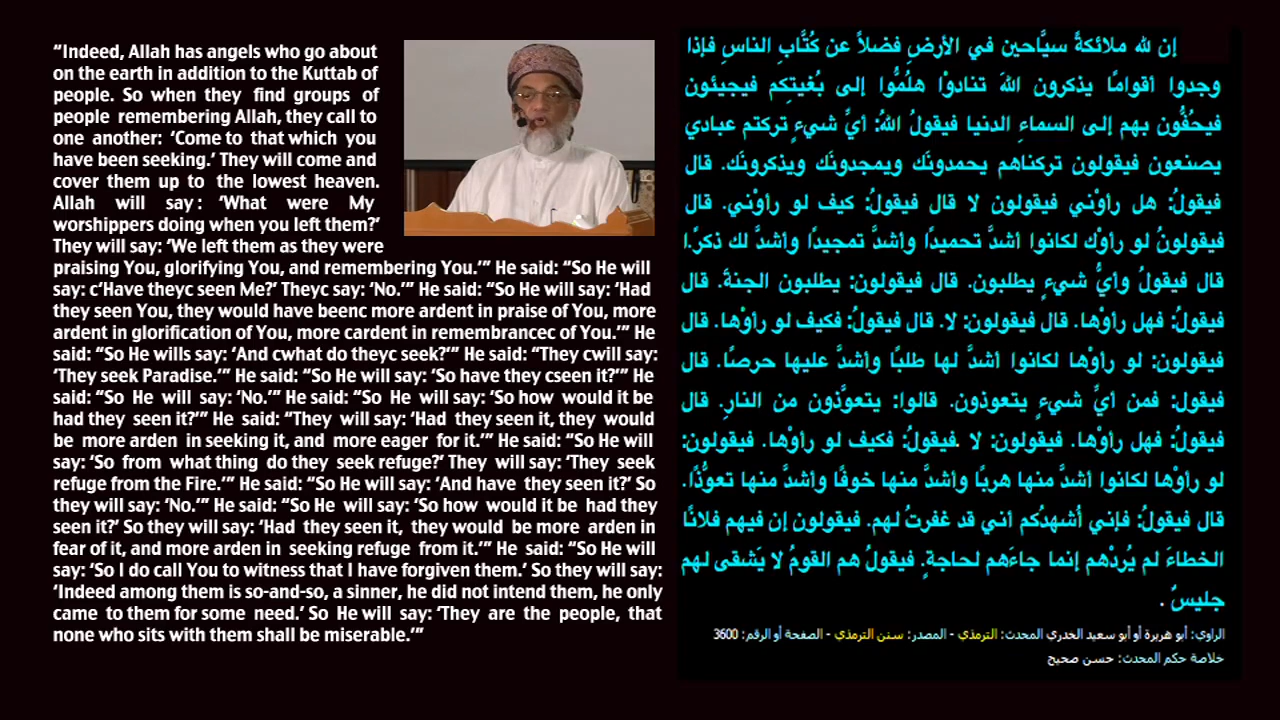 “Indeed, Allah has angels who go about
on the earth in addition to the Kuttab of
people. So when they find groups of
people remembering Allah, they call to
one another: ‘Come to that which you
have been seeking.’ They will come and
cover them up to the lowest heaven.
Allah will say: ‘What were My
worshippers doing when you left them?’
They will say: ‘We left them as they were
praising You, glorifying You, and remembering You.’” He said: “So He will
say: c‘Have theyc seen Me?’ Theyc say: ‘No.’” He said: “So He will say: ‘Had
they seen You, they would have beenc more ardent in praise of You, more
ardent in glorification of You, more cardent in remembrancec of You.’” He
said: “So He wills say: ‘And cwhat do theyc seek?’” He said: “They cwill say:
‘They seek Paradise.’” He said: “So He will say: ‘So have they cseen it?’” He
said: “So He will say: ‘No.’” He said: “So He will say: ‘So how would it be
had they seen it?’” He said: “They will say: ‘Had they seen it, they would
be more arden in seeking it, and more eager for it.’” He said: “So He will
say: ‘So from what thing do they seek refuge?’ They will say: ‘They seek
refuge from the Fire.’” He said: “So He will say: ‘And have they seen it?’ So
they will say: ‘No.’” He said: “So He will say: ‘So how would it be had they
seen it?’ So they will say: ‘Had they seen it, they would be more arden in
fear of it, and more arden in seeking refuge from it.’” He said: “So He will
say: ‘So I do call You to witness that I have forgiven them.’ So they will say:
‘Indeed among them is so-and-so, a sinner, he did not intend them, he only
came to them for some need.’ So He will say: ‘They are the people, that
none who sits with them shall be miserable.’”
إن لله ملائكةً سيَّاحين في الأرضِ فضلاً عن كُتَّابِ الناسِ فإذا
وجدوا أقوامًا يذكرون اللهَ تنادوْا هلُمُّوا إلى بُغيتِكم فيجيئون
فيحُفُّون بهم إلى السماءِ الدنيا فيقولُ اللهُ: أيَّ شيءٍ تركتم عبادي
يصنعون فيقولون تركناهم يحمدونَك ويمجدونَك ويذكرونَك. قال
فيقولُ: هل رأوْني فيقولون لا قال فيقولُ: كيف لو رأوْني. قال
فيقولونُ لو رأوْك لكانوا أشدَّ تحميدًا وأشدَّ تمجيدًا وأشدَّ لك ذكرًا.
قال فيقولُ وأيُّ شيءٍ يطلبون. قال فيقولون: يطلبون الجنةَ. قال
فيقولُ: فهل رأوْها. قال فيقولون: لا. قال فيقولُ: فكيف لو رأوْها. قال
فيقولون: لو رأوْها لكانوا أشدَّ لها طلبًا وأشدَّ عليها حرصًا. قال
فيقولُ: فمن أيِّ شيءٍ يتعوذون. قالوا: يتعوَّذون من النارِ. قال
فيقولُ: فهل رأوْها. فيقولون: لا .فيقولُ: فكيف لو رأوْها. فيقولون:
لو رأوْها لكانوا أشدَّ منها هربًا وأشدَّ منها خوفًا وأشدَّ منها تعوُّذًا.
قال فيقولُ: فإني أُشهدُكم أني قد غفرتُ لهم. فيقولون إن فيهم فلانًا
الخطاءَ لم يُردْهم إنما جاءَهم لحاجةٍ. فيقولُ هم القومُ لا يَشقى لهم
جليسٌ .
الراوي: أبو هريرة أو أبو سعيد الخدري المحدث: الترمذي - المصدر: سنن الترمذي - الصفحة أو الرقم: 3600
خلاصة حكم المحدث: حسن صحيح